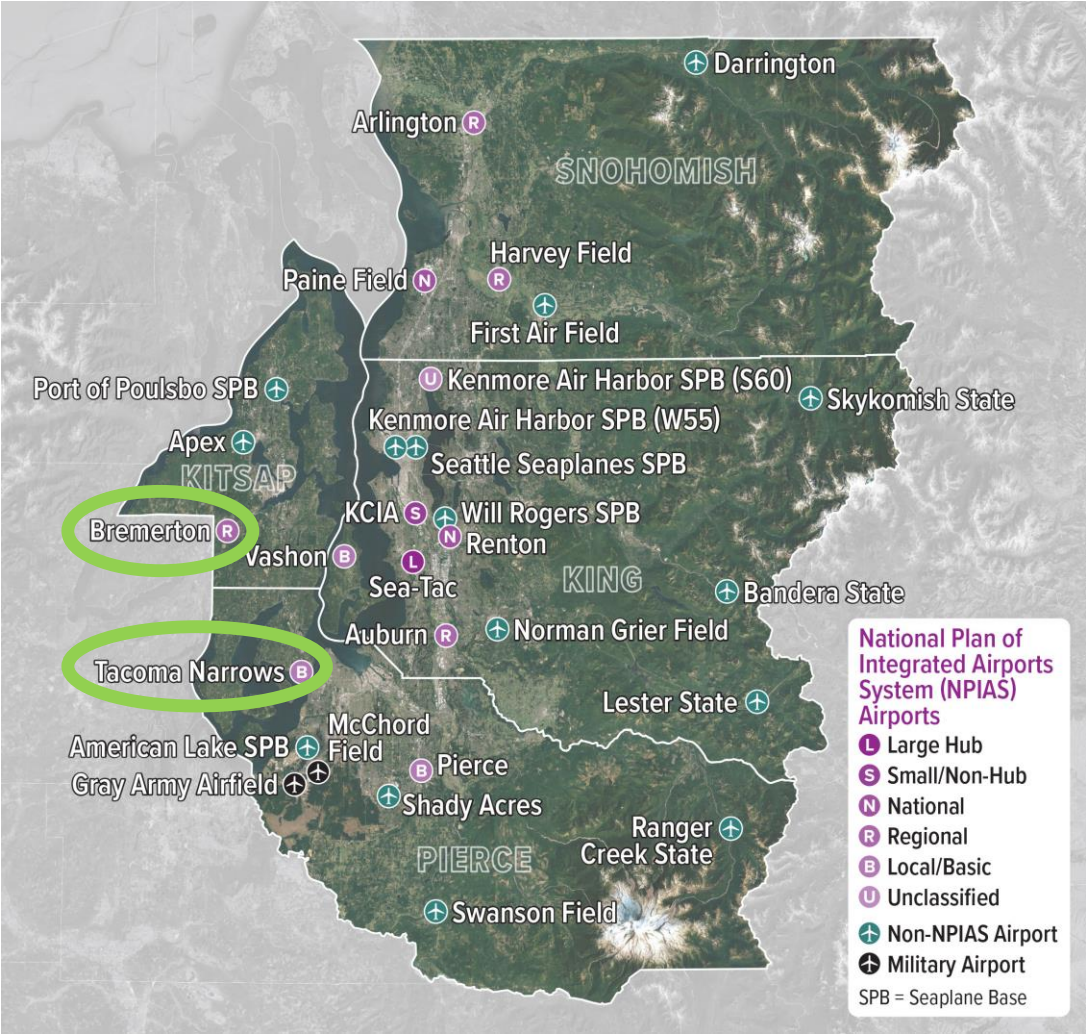 Darrington
Arlington
R
SNOHOMISH
Harvey Field
Paine Field
N
R
First Air Field
U
Kenmore Air Harbor SPB (S60)
Port of Poulsbo SPB
Skykomish State
Kenmore Air Harbor SPB (W55)
Apex
Seattle Seaplanes SPB
KITSAP
KCIA
S
Will Rogers SPB
Bremerton
R
N
Renton
Vashon
B
L
Sea-Tac
KING
Bandera State
Auburn
R
Norman Grier Field
Tacoma Narrows
B
Lester State
McChord
Field
American Lake SPB
Gray Army Airfield
B
Pierce
Shady Acres
Ranger
Creek State
PIERCE
Swanson Field
National Plan of
Integrated Airports
System (NPIAS)
Airports
L Large Hub
S Small/Non-Hub
N National
R Regional
B Local/Basic
U Unclassified
Non-NPIAS Airport
Military Airport
SPB = Seaplane Base